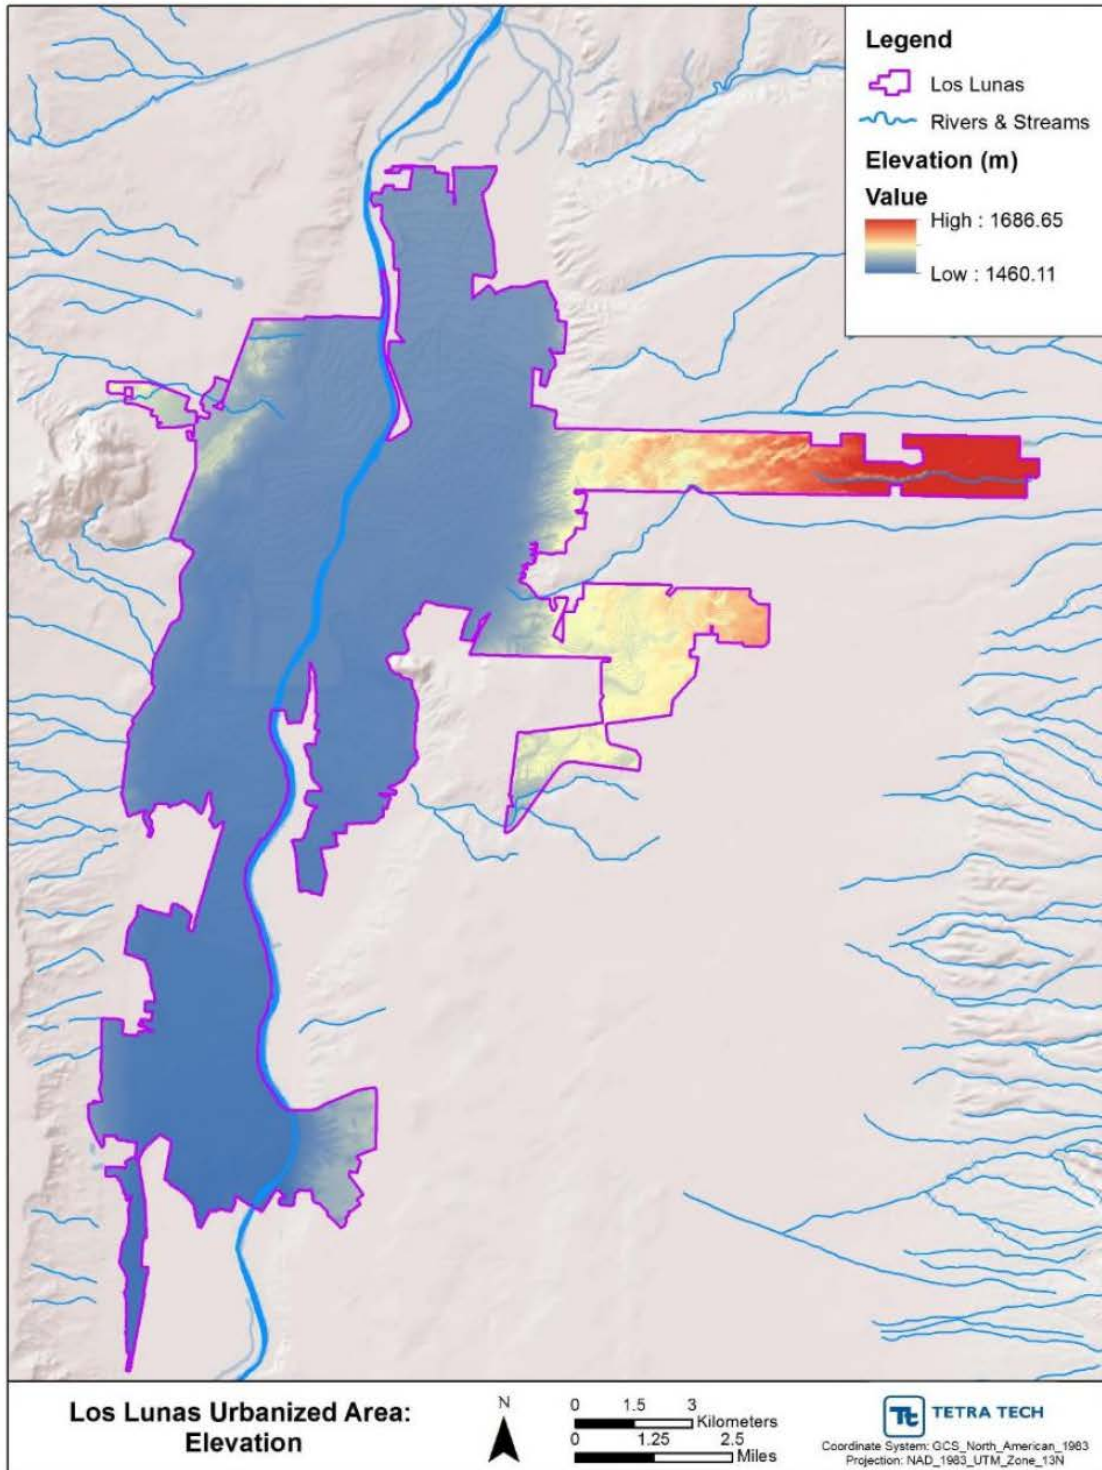 Legend
Los Lunas
Rivers & Streams
Elevation (m)
Value
High : 1686.65
Low : 1460.11
Los Lunas Urbanized Area:
Elevation
N
0 1.5 3
Kilometers
0 1.25 2.5
Miles
Tt TETRA TECH
Coordinate System: GCS_North_American_1983
Projection: NAD_1983_UTM_Zone_13N